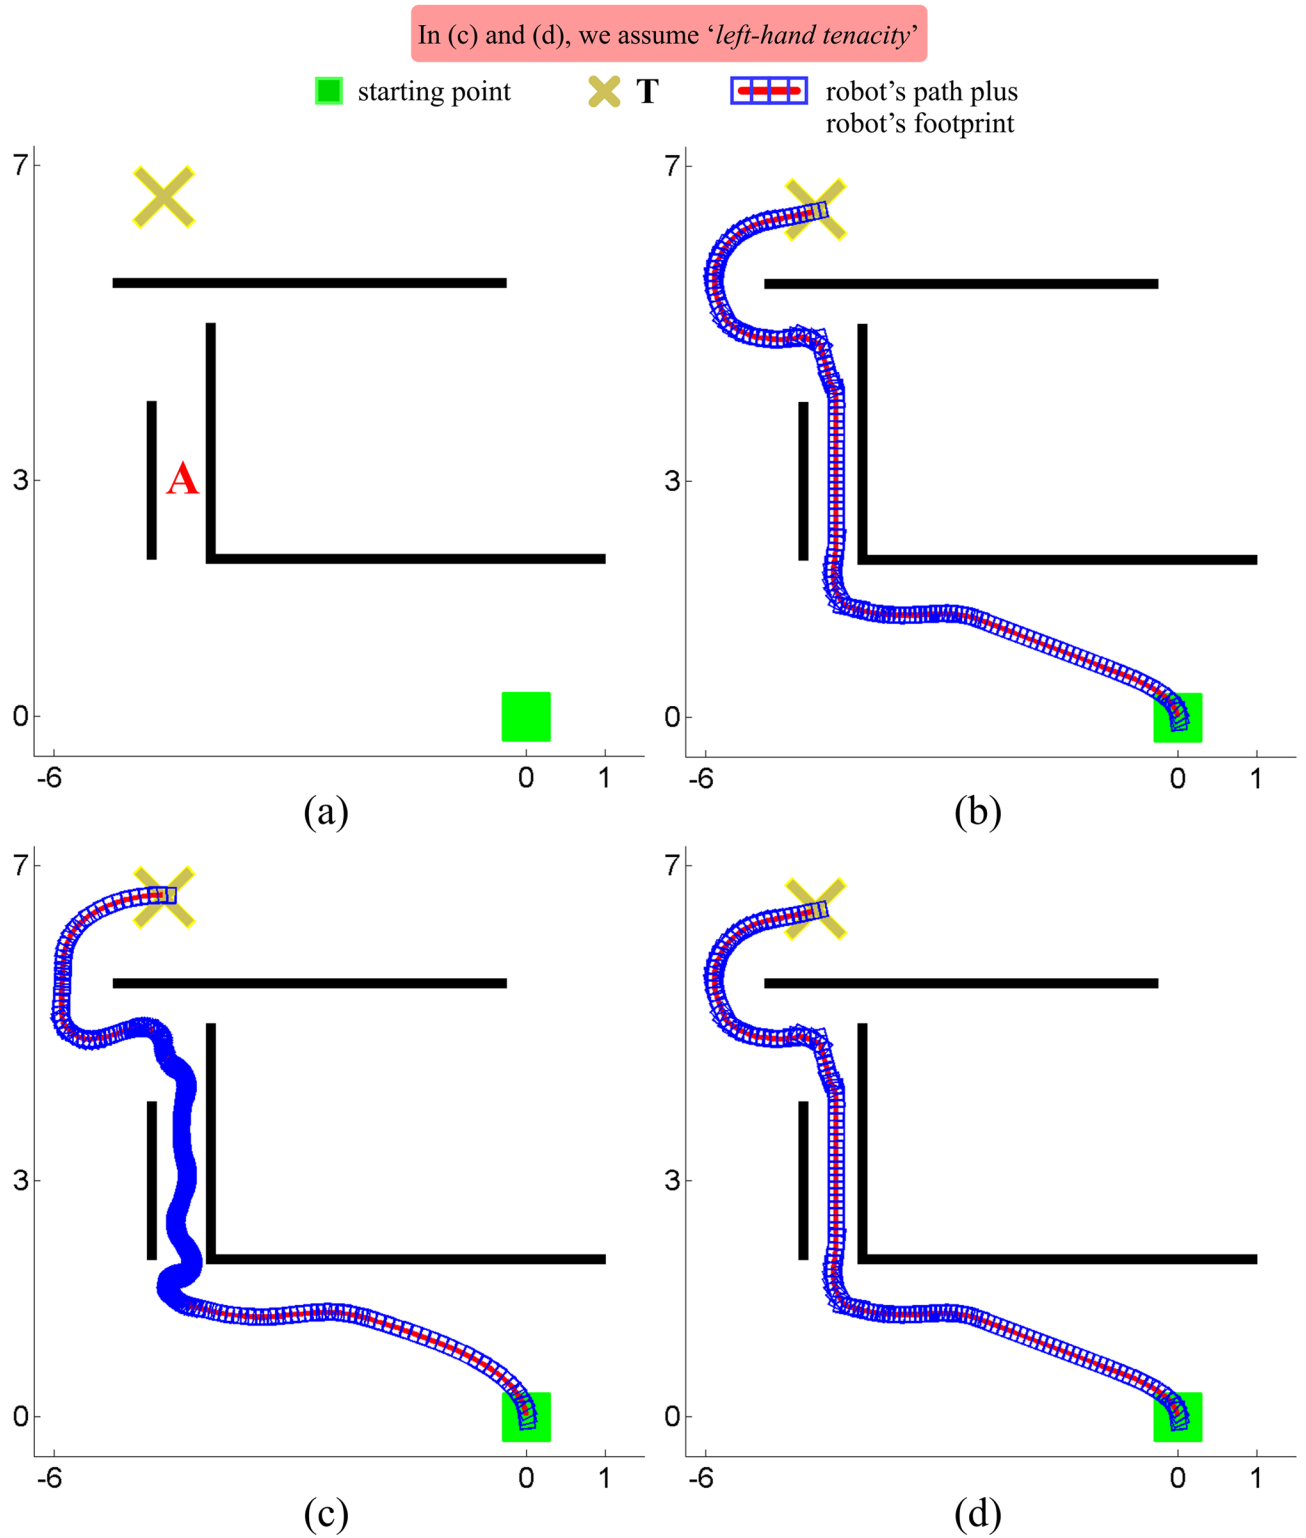 In (c) and (d), we assume ‘left-hand tenacity’
starting point
T
robot’s path plus
robot’s footprint
7
3
A
0
-6
0
1
(a)
7
3
0
-6
0
1
(b)
7
3
0
-6
0
1
(c)
7
3
0
-6
0
1
(d)